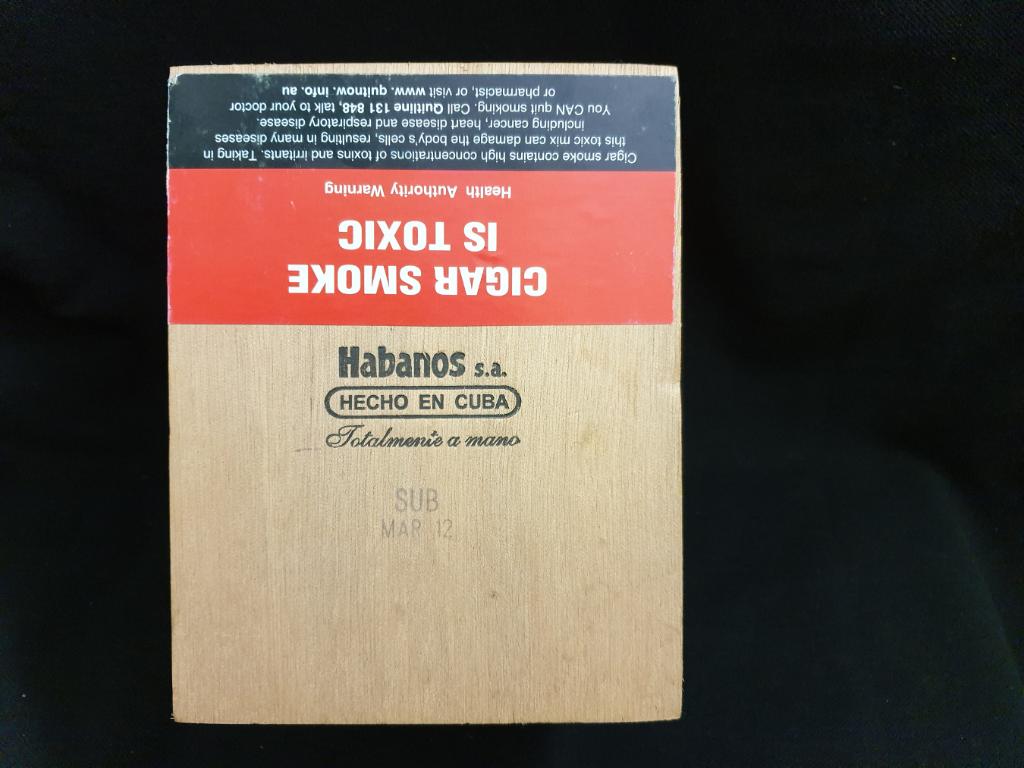 CIGAR SMOKE
IS TOXIC
Health Authority Warning
Cigar smoke contains high concentrations of toxins and irritants. Taking in
this toxic mix can damage the body's cells, resulting in many diseases
including cancer, heart disease and respiratory disease.
You CAN quit smoking. Call Quitline 131 848, talk to your doctor
or pharmacist, or visit www. quitnow. info. au
Habanos s.a.
HECHO EN CUBA
Totalmente a mano
SUB
MAR 12